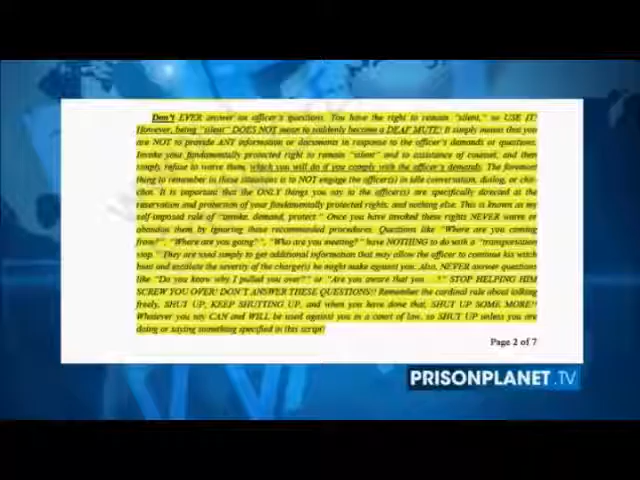 Don't EVER answer an officer's questions. You have the right to remain "silent," so USE IT!
However, being "silent" DOES NOT mean to suddenly become a DEAF MUTE! It simply means that you
are NOT to provide ANY information or documents in response to the officer's demands or questions.
Invoke your fundamentally protected right to remain "silent" and to assistance of counsel, and then
simply refuse to waive them, which you will do if you comply with the officer's demands. The foremost
thing to remember in these situations is to NOT engage the officer(s) in idle conversation, dialog, or chit-
chat. It is important that the ONLY things you say to the officer(s) are specifically directed at the
reservation and protection of your fundamentally protected rights, and nothing else. This is known as my
self-imposed rule of "invoke, demand, protect." Once you have invoked these rights NEVER waive or
abandon them by ignoring these recommended procedures. Questions like "Where are you coming
from?", "Where are you going?", "Who are you meeting?" have NOTHING to do with a "transportation
stop." They are used simply to get additional information that may allow the officer to continue his witch
hunt and escalate the severity of the charge(s) he might make against you. Also, NEVER answer questions
like "Do you know why I pulled you over?" or "Are you aware that you ...?" STOP HELPING HIM
SCREW YOU OVER! DON'T ANSWER THESE QUESTIONS!! Remember the cardinal rule about talking
freely, SHUT UP, KEEP SHUTTING UP, and when you have done that, SHUT UP SOME MORE!!
Whatever you say CAN and WILL be used against you in a court of law, so SHUT UP unless you are
doing or saying something specified in this script!
Page 2 of 7
PRISONPLANET.TV